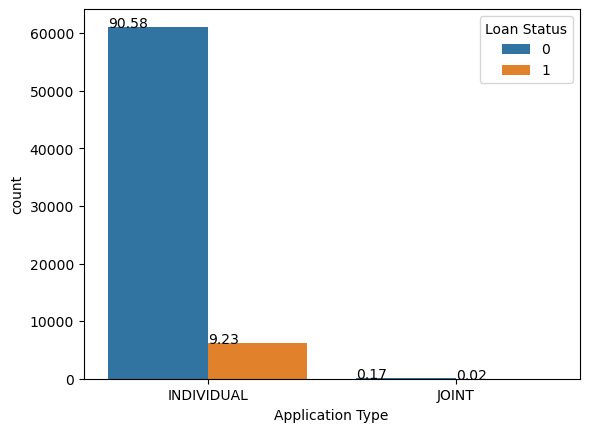 90.58
Loan Status
0
1
60000
50000
40000
30000
20000
10000
0
count
9.23
0.17
0.02
INDIVIDUAL
JOINT
Application Type